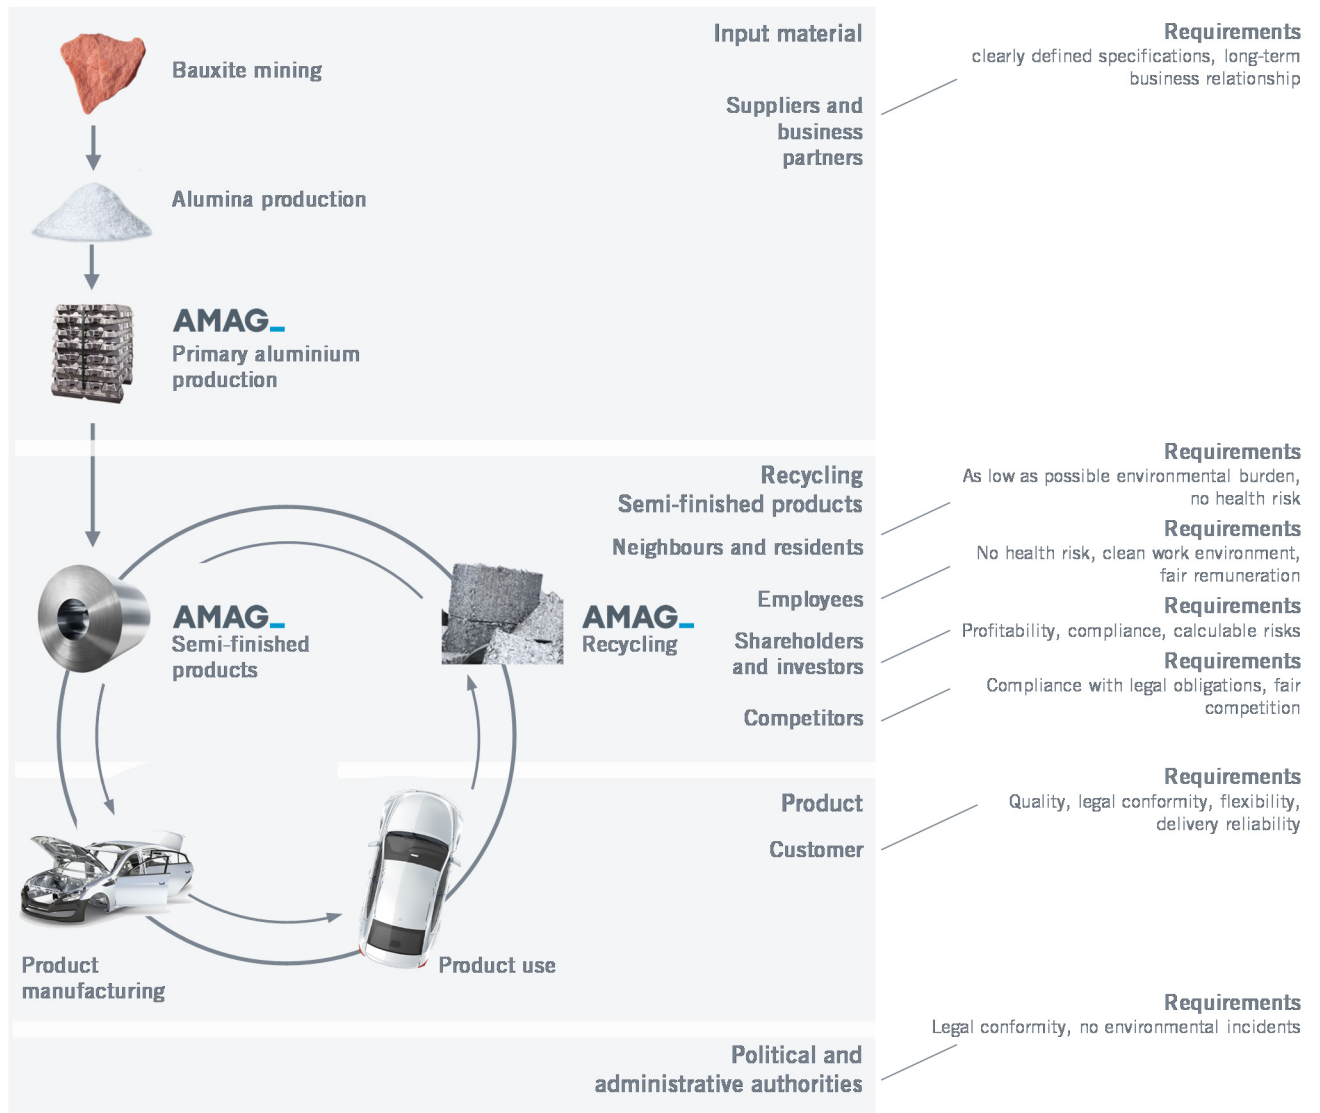 Input material
Requirements
clearly defined specifications, long-term
business relationship
Bauxite mining
Suppliers and
business
partners
Alumina production
AMAG_
Primary aluminium
production
Recycling
Semi-finished products
Requirements
As low as possible environmental burden,
no health risk
Neighbours and residents
Requirements
No health risk, clean work environment,
fair remuneration
Employees
Requirements
Profitability, compliance, calculable risks
Shareholders
and investors
Requirements
Compliance with legal obligations, fair
competition
Competitors
AMAG_
Semi-finished
products
AMAG_
Recycling
Product
Requirements
Quality, legal conformity, flexibility,
delivery reliability
Customer
Product
manufacturing
Product use
Requirements
Legal conformity, no environmental incidents
Political and
administrative authorities